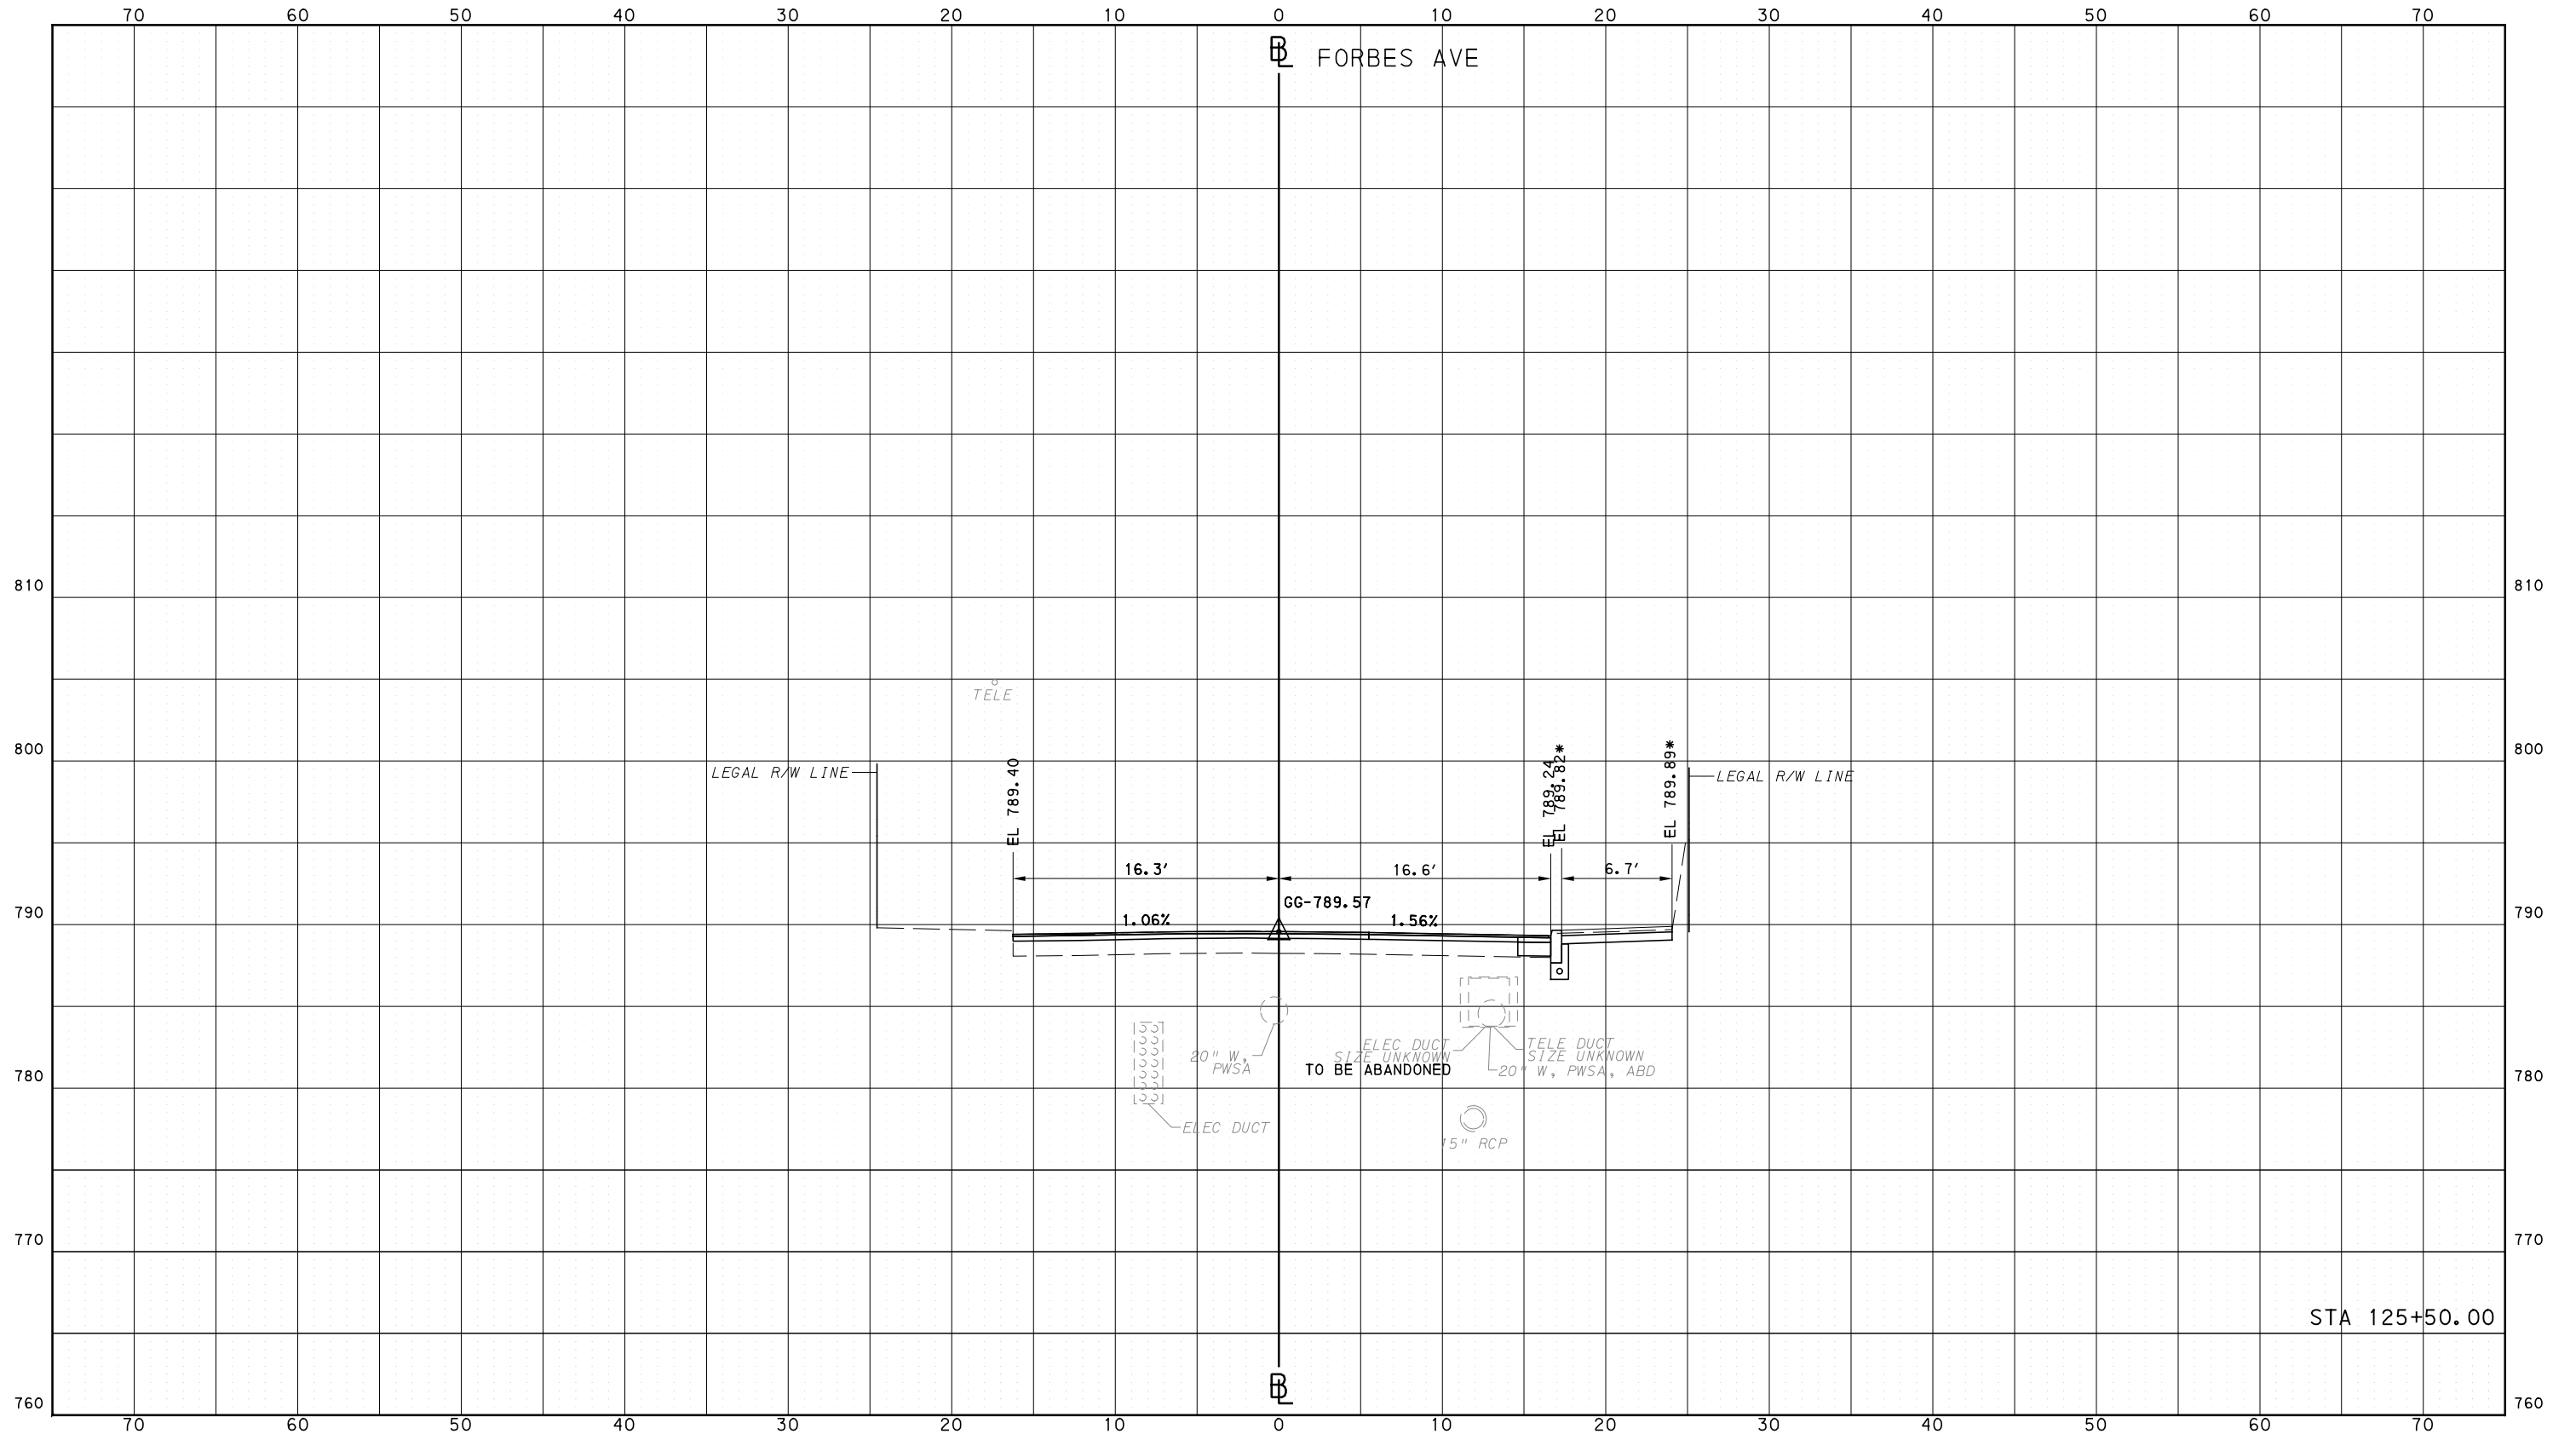 70 60 50 40 30 20 10 0 10 20 30 40 50 60 70
BL FORBES AVE
810 810
TELE
800 800
LEGAL R/W LINE
EL 789.40
EL 789.24
EL 789.82*
EL 789.89*
LEGAL R/W LINE
16.3' 16.6' 6.7'
GG-789.57
790 790
1.06% 1.56%
20" W,
PWSA
ELEC DUCT
SIZE UNKNOWN
TO BE ABANDONED
TELE DUCT
SIZE UNKNOWN
20" W, PWSA, ABD
780 780
ELEC DUCT
15" RCP
770 770
STA 125+50.00
BL
760 760
70 60 50 40 30 20 10 0 10 20 30 40 50 60 70